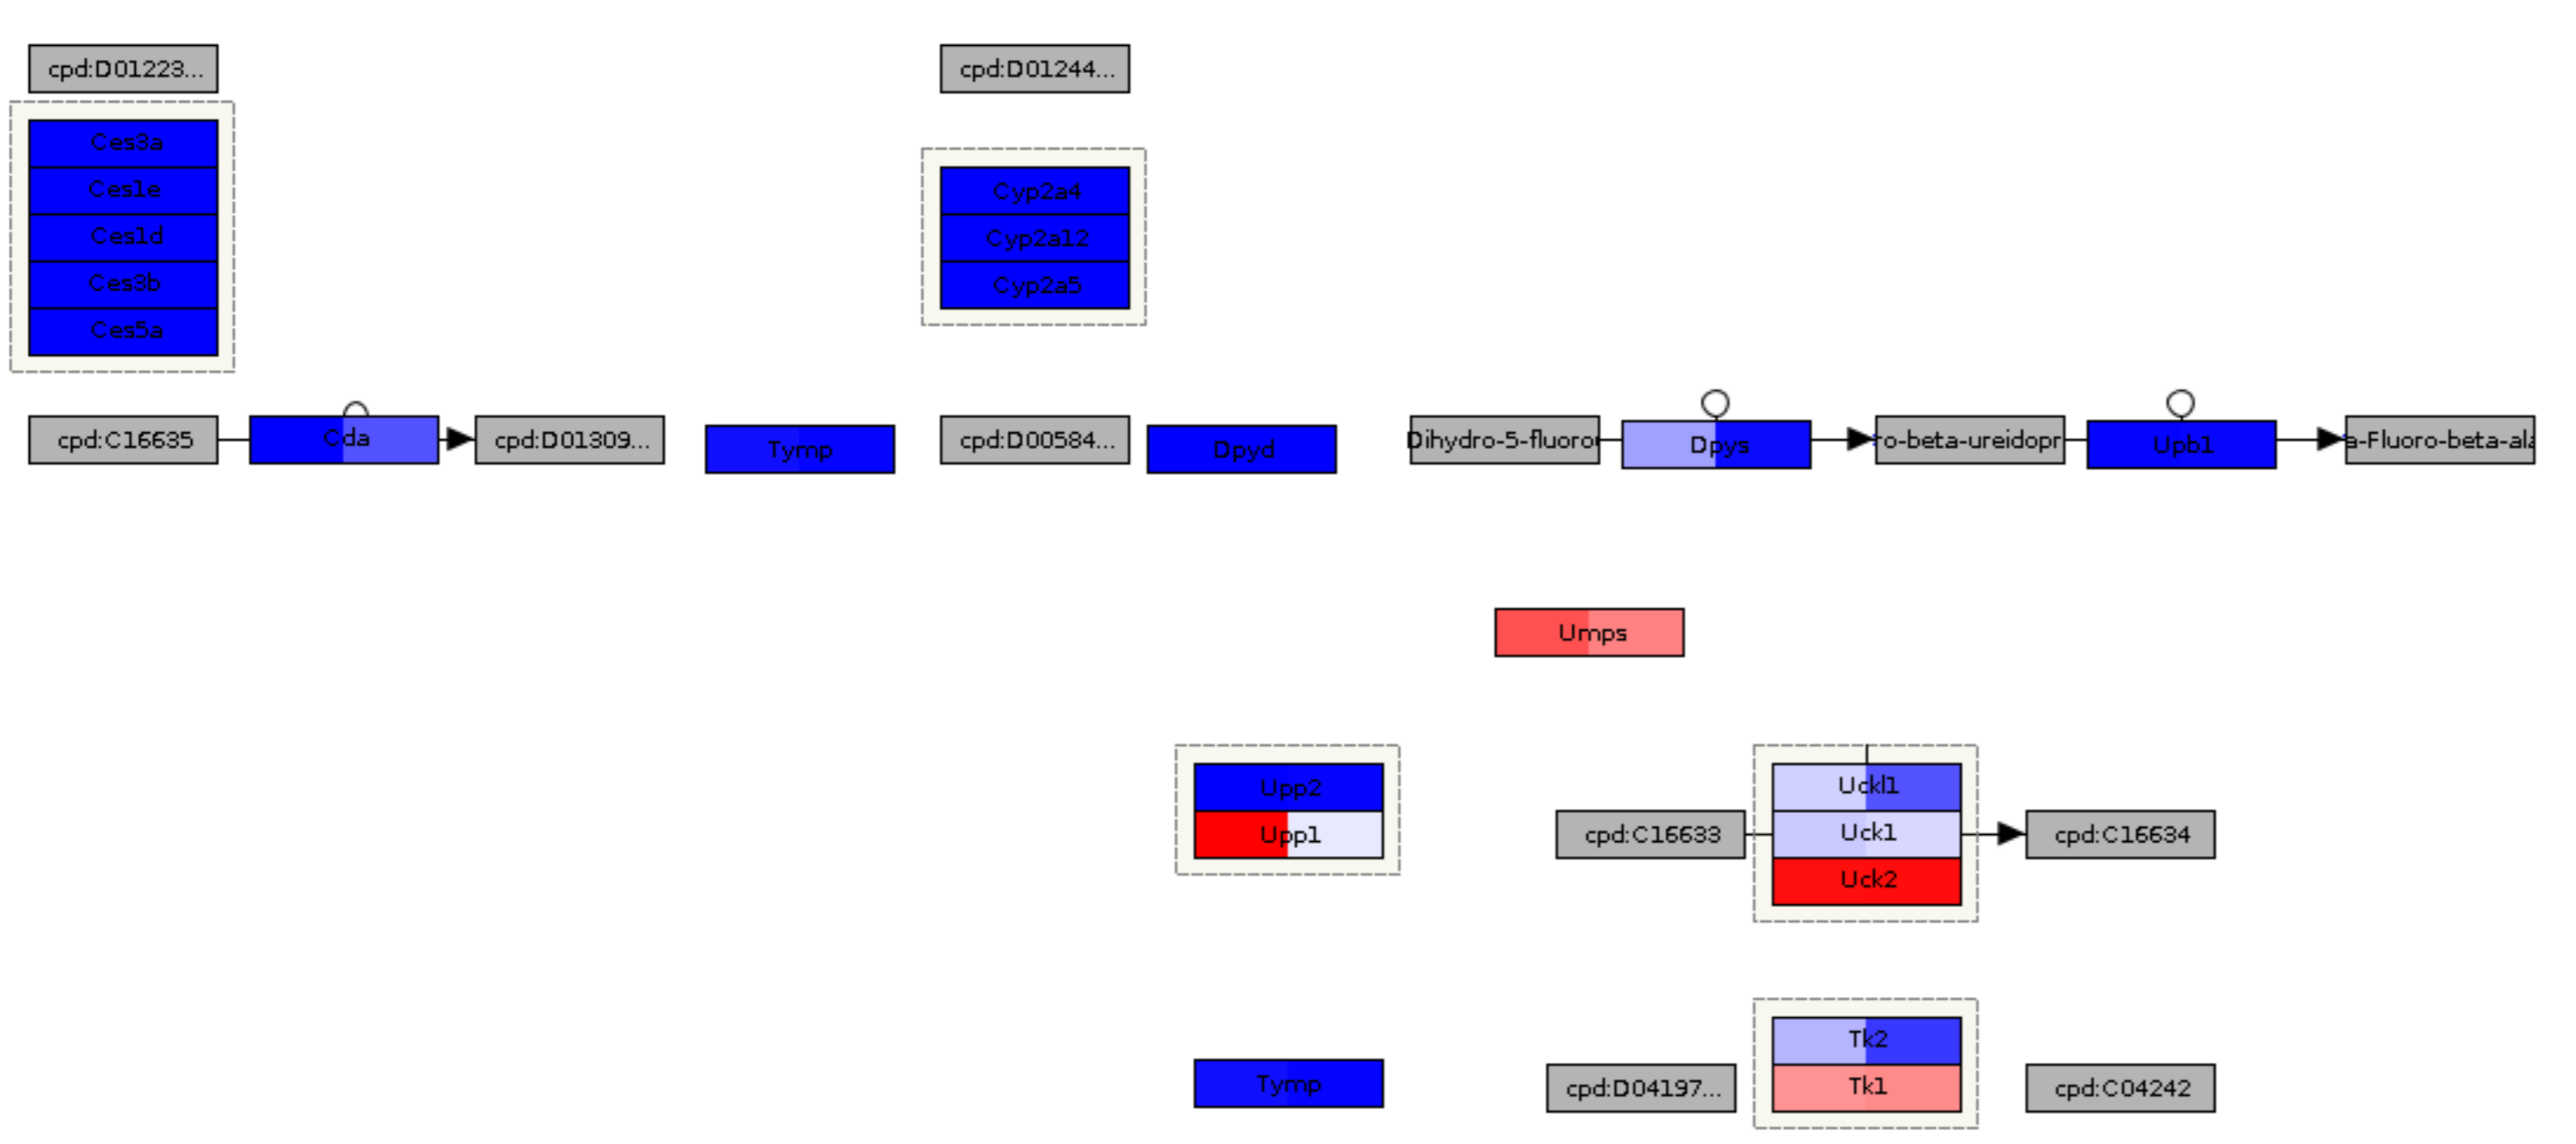 cpd:D01223...
cpd:D01244...
Ces3a
Ces1e
Ces1d
Ces3b
Ces5a
Cyp2a4
Cyp2a12
Cyp2a5
cpd:C16635
Cda
cpd:D01309...
Tymp
cpd:D00584...
Dpyd
Dihydro-5-fluoro
Dpys
ro-beta-ureidopr
Upb1
a-Fluoro-beta-ala
Umps
Upp2
Upp1
cpd:C16633
Uckl1
Uck1
Uck2
cpd:C16634
Tymp
cpd:D04197...
Tk2
Tk1
cpd:C04242